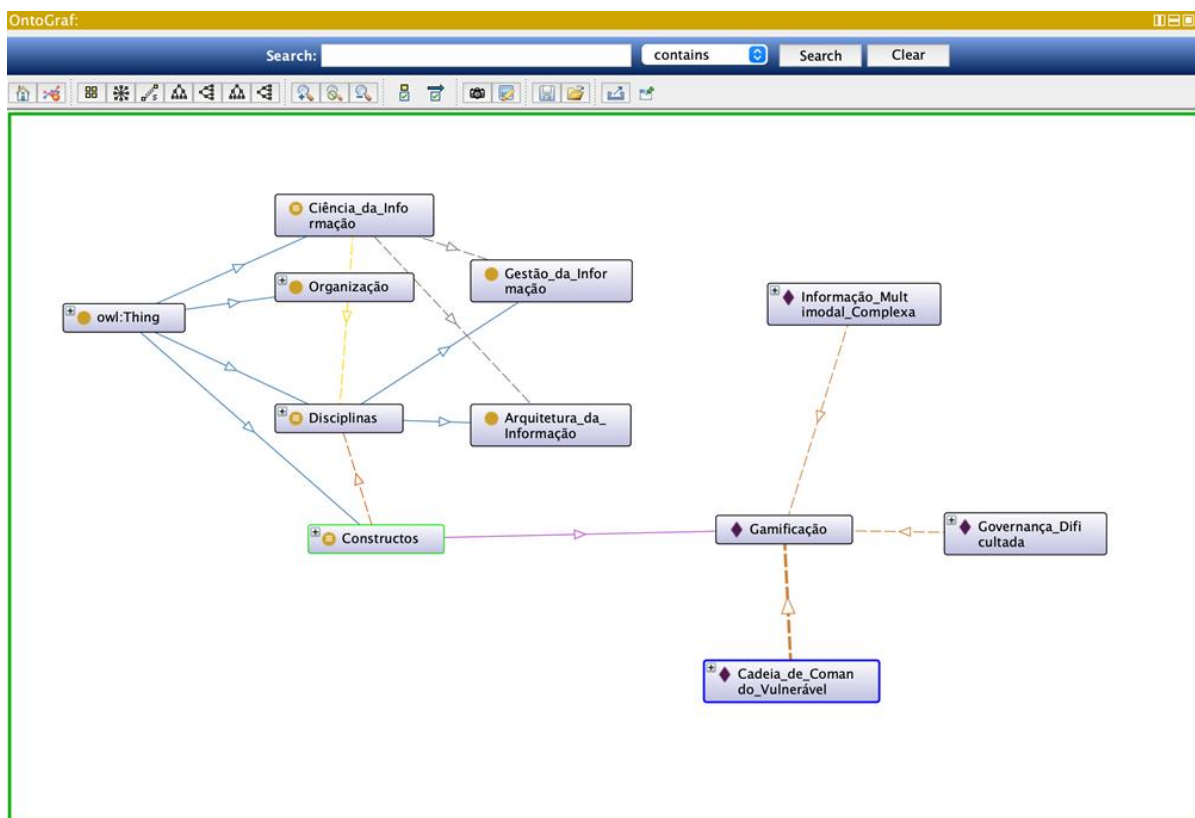 OntoGraf:
Search:
contains
Search
Clear
Ciência_da_Info
rmação
Organização
Gestão_da_Infor
mação
owl:Thing
Informação_Mult
imodal_Complexa
Disciplinas
Arquitetura_da_
Informação
Constructos
Gamificação
Governança_Difi
cultada
Cadeia_de_Coman
do_Vulnerável